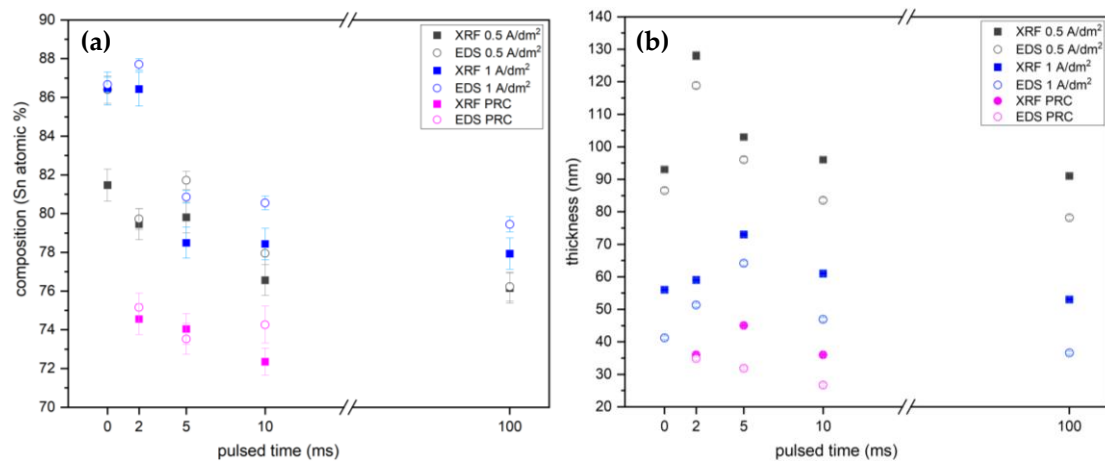 (a)
XRF 0.5 A/dm²
EDS 0.5 A/dm²
XRF 1 A/dm²
EDS 1 A/dm²
XRF PRC
EDS PRC
composition (Sn atomic %)
90
88
86
84
82
80
78
76
74
72
70
0 2 5 10 100
pulsed time (ms)
(b)
XRF 0.5 A/dm²
EDS 0.5 A/dm²
XRF 1 A/dm²
EDS 1 A/dm²
XRF PRC
EDS PRC
thickness (nm)
140
130
120
110
100
90
80
70
60
50
40
30
20
0 2 5 10 100
pulsed time (ms)